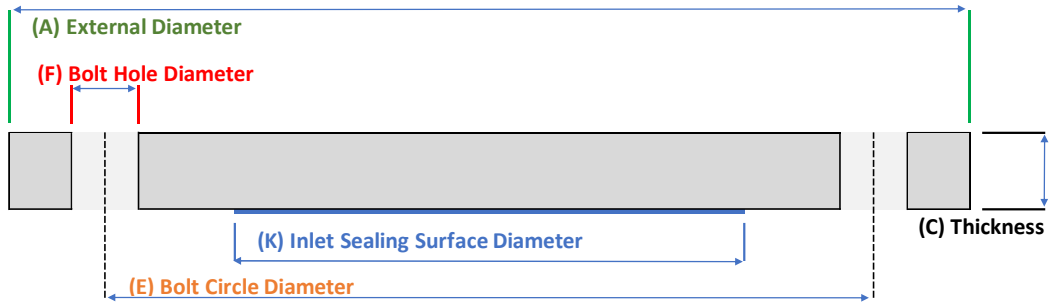 (A) External Diameter
(F) Bolt Hole Diameter
(C) Thickness
(K) Inlet Sealing Surface Diameter
(E) Bolt Circle Diameter